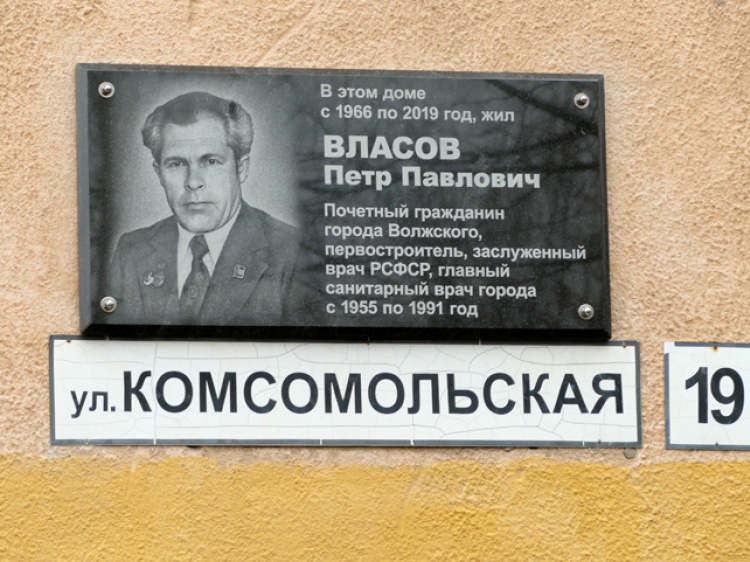 В этом доме
с 1966 по 2019 год, жил
ВЛАСОВ
Петр Павлович
Почетный гражданин
города Волжского,
первостроитель, заслуженный
врач РСФСР, главный
санитарный врач города
с 1955 по 1991 год
ул. КОМСОМОЛЬСКАЯ
19